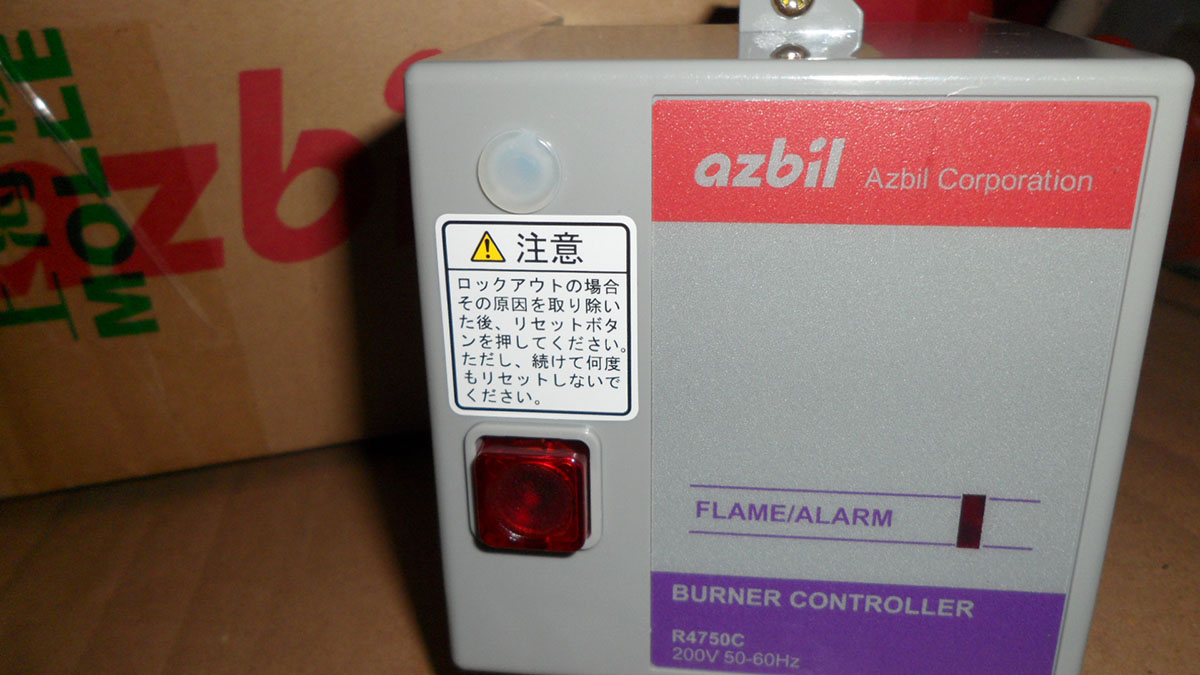 azbil
MOLLE
azbil Azbil Corporation
注意
ロックアウトの場合
その原因を取り除い
た後、リセットボタ
ンを押してください。
ただし、続けて何度
もリセットしないで
ください。
FLAME/ALARM
BURNER CONTROLLER
R4750C
200V 50-60Hz